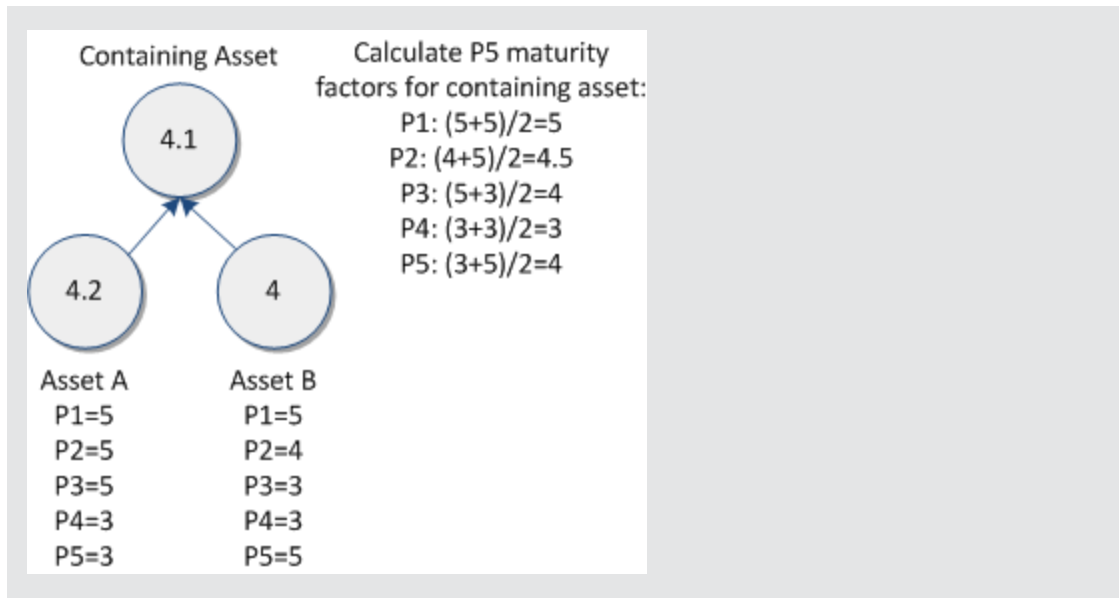 Containing Asset
4.1
4.2
4
Asset A
P1=5
P2=5
P3=5
P4=3
P5=3
Asset B
P1=5
P2=4
P3=3
P4=3
P5=5
Calculate P5 maturity
factors for containing asset:
P1: (5+5)/2=5
P2: (4+5)/2=4.5
P3: (5+3)/2=4
P4: (3+3)/2=3
P5: (3+5)/2=4